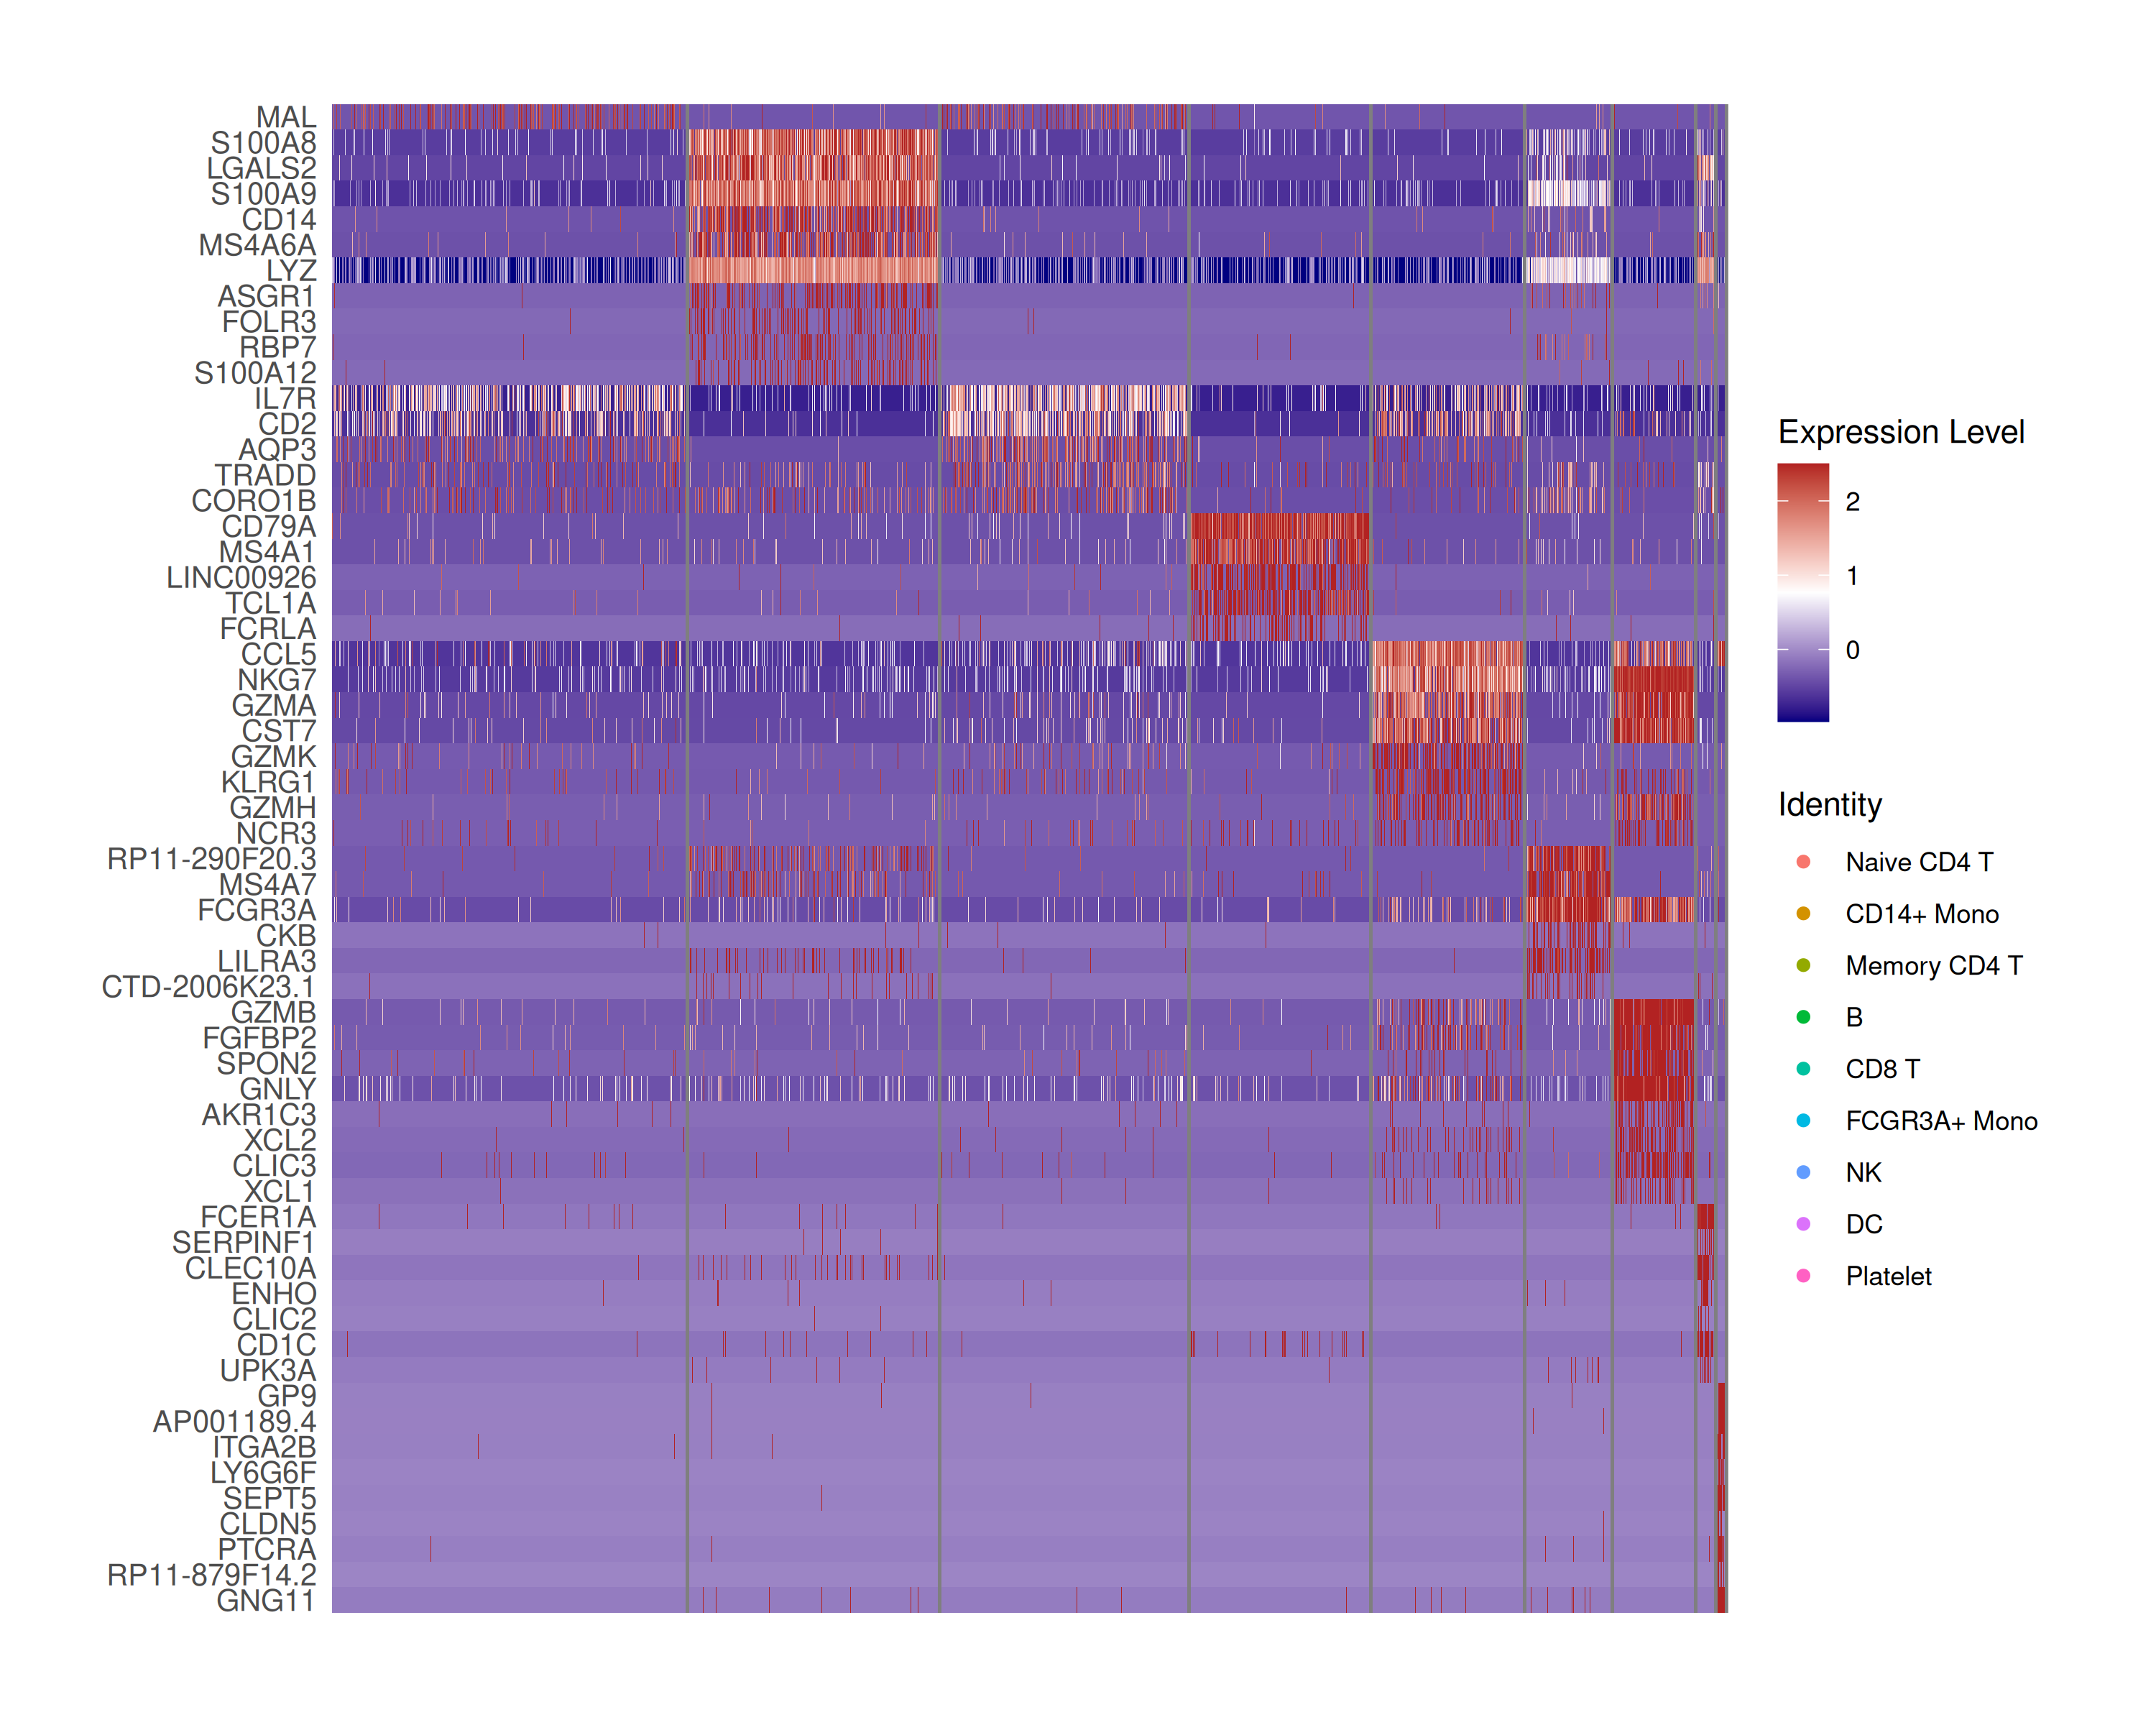 MAL
S100A8
LGALS2
S100A9
CD14
MS4A6A
LYZ
ASGR1
FOLR3
RBP7
S100A12
IL7R
CD2
AQP3
TRADD
CORO1B
CD79A
MS4A1
LINC00926
TCL1A
FCRLA
CCL5
NKG7
GZMA
CST7
GZMK
KLRG1
GZMH
NCR3
RP11-290F20.3
MS4A7
FCGR3A
CKB
LILRA3
CTD-2006K23.1
GZMB
FGFBP2
SPON2
GNLY
AKR1C3
XCL2
CLIC3
XCL1
FCER1A
SERPINF1
CLEC10A
ENHO
CLIC2
CD1C
UPK3A
GP9
AP001189.4
ITGA2B
LY6G6F
SEPT5
CLDN5
PTCRA
RP11-879F14.2
GNG11
Expression Level
2
1
0
Identity
Naive CD4 T
CD14+ Mono
Memory CD4 T
B
CD8 T
FCGR3A+ Mono
NK
DC
Platelet